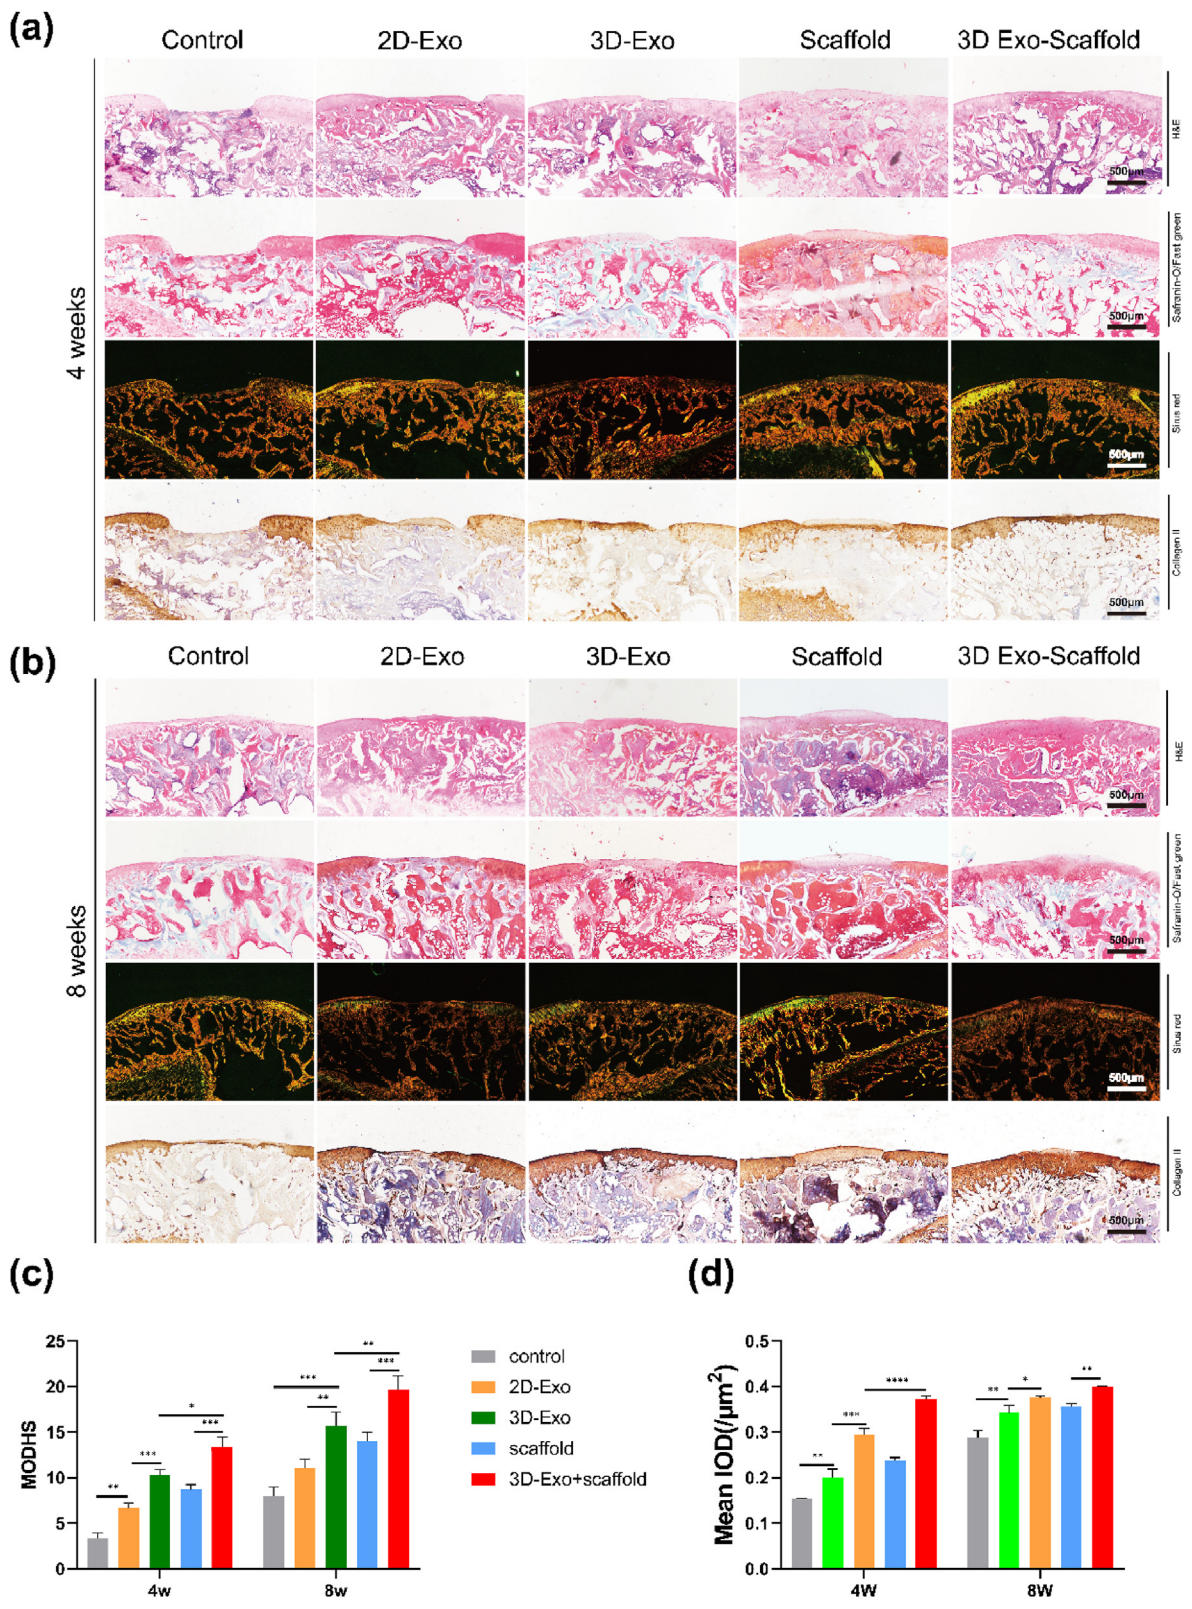 (a)
Control 2D-Exo 3D-Exo Scaffold 3D Exo-Scaffold
4 weeks
H&E
500μm
Safranin-O/Fast green
500μm
Sirus red
500μm
Collagen II
500μm
(b)
Control 2D-Exo 3D-Exo Scaffold 3D Exo-Scaffold
8 weeks
H&E
500μm
Safranin-O/Fast green
500μm
Sirus red
500μm
Collagen II
500μm
(c)
MODHS
25
20
15
10
5
0
** *** * *** *** ** ** ***
4w 8w
control
2D-Exo
3D-Exo
scaffold
3D-Exo+scaffold
(d)
Mean IOD(/μm²)
0.5
0.4
0.3
0.2
0.1
0.0
** *** **** ** * **
4W 8W